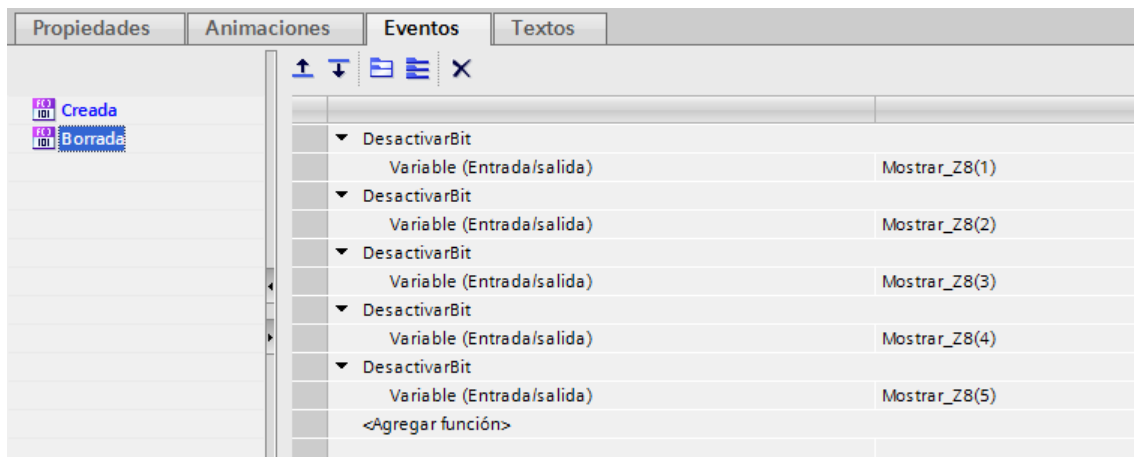 Propiedades Animaciones Eventos Textos
Creada
Borrada
DesactivarBit
Variable (Entrada/salida) Mostrar_Z8(1)
DesactivarBit
Variable (Entrada/salida) Mostrar_Z8(2)
DesactivarBit
Variable (Entrada/salida) Mostrar_Z8(3)
DesactivarBit
Variable (Entrada/salida) Mostrar_Z8(4)
DesactivarBit
Variable (Entrada/salida) Mostrar_Z8(5)
<Agregar función>